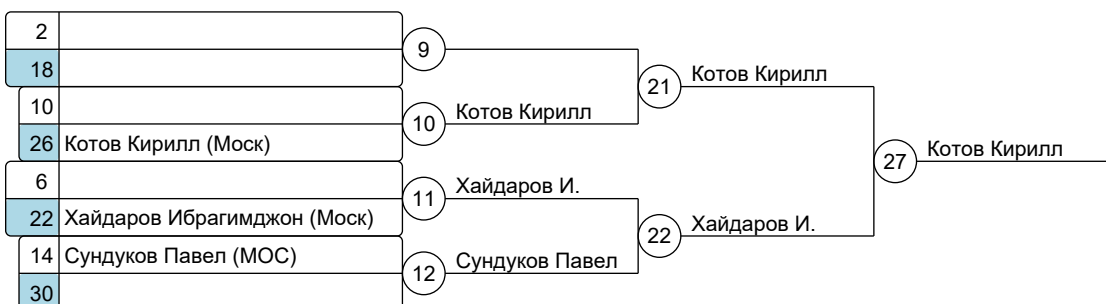 2
9
18
21 Котов Кирилл
10
10 Котов Кирилл
26 Котов Кирилл (Моск)
27 Котов Кирилл
6
11 Хайдаров И.
22 Хайдаров Ибрагимджон (Моск)
22 Хайдаров И.
14 Сундуков Павел (МОС)
12 Сундуков Павел
30